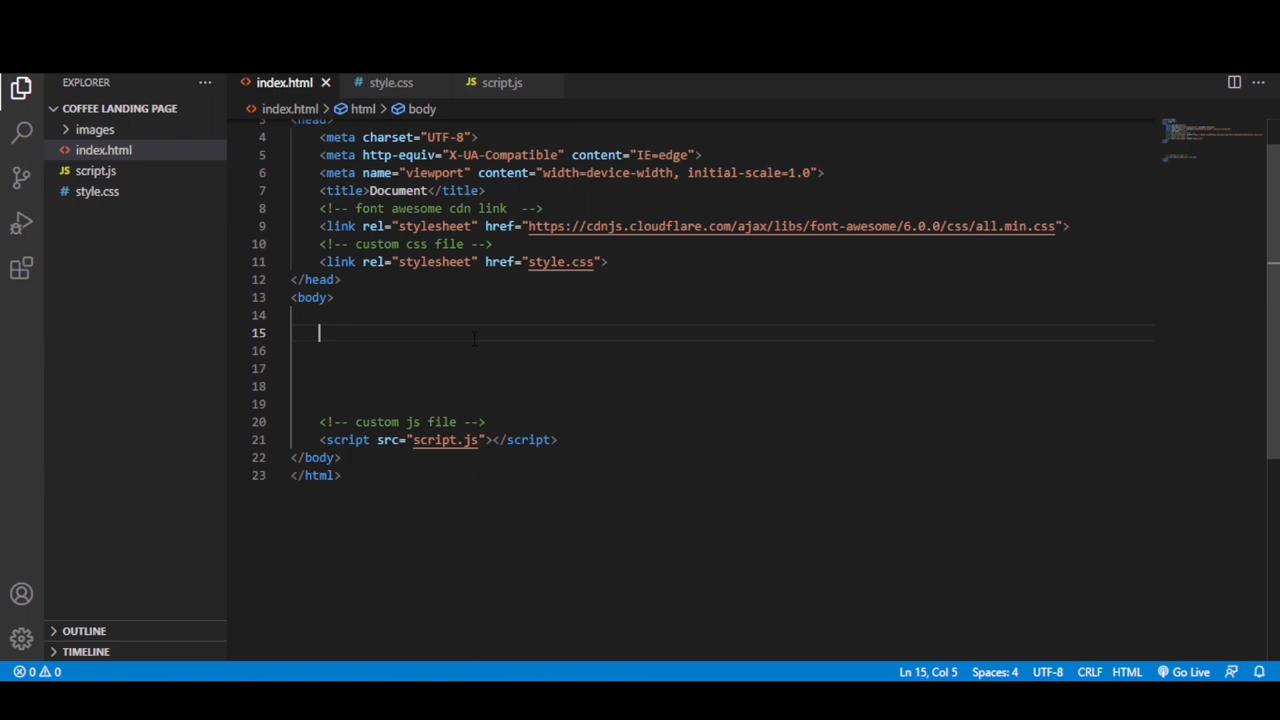 EXPLORER
COFFEE LANDING PAGE
images
index.html
script.js
style.css
OUTLINE
TIMELINE
index.html
style.css
JS script.js
index.html > html > body
3 <head>
4 <meta charset="UTF-8">
5 <meta http-equiv="X-UA-Compatible" content="IE=edge">
6 <meta name="viewport" content="width=device-width, initial-scale=1.0">
7 <title>Document</title>
8 <!-- font awesome cdn link  -->
9 <link rel="stylesheet" href="https://cdnjs.cloudflare.com/ajax/libs/font-awesome/6.0.0/css/all.min.css">
10 <!-- custom css file -->
11 <link rel="stylesheet" href="style.css">
12 </head>
13 <body>
14
15
16
17
18
19
20 <!-- custom js file -->
21 <script src="script.js"></script>
22 </body>
23 </html>
0 0 Ln 15, Col 5 Spaces: 4 UTF-8 CRLF HTML Go Live